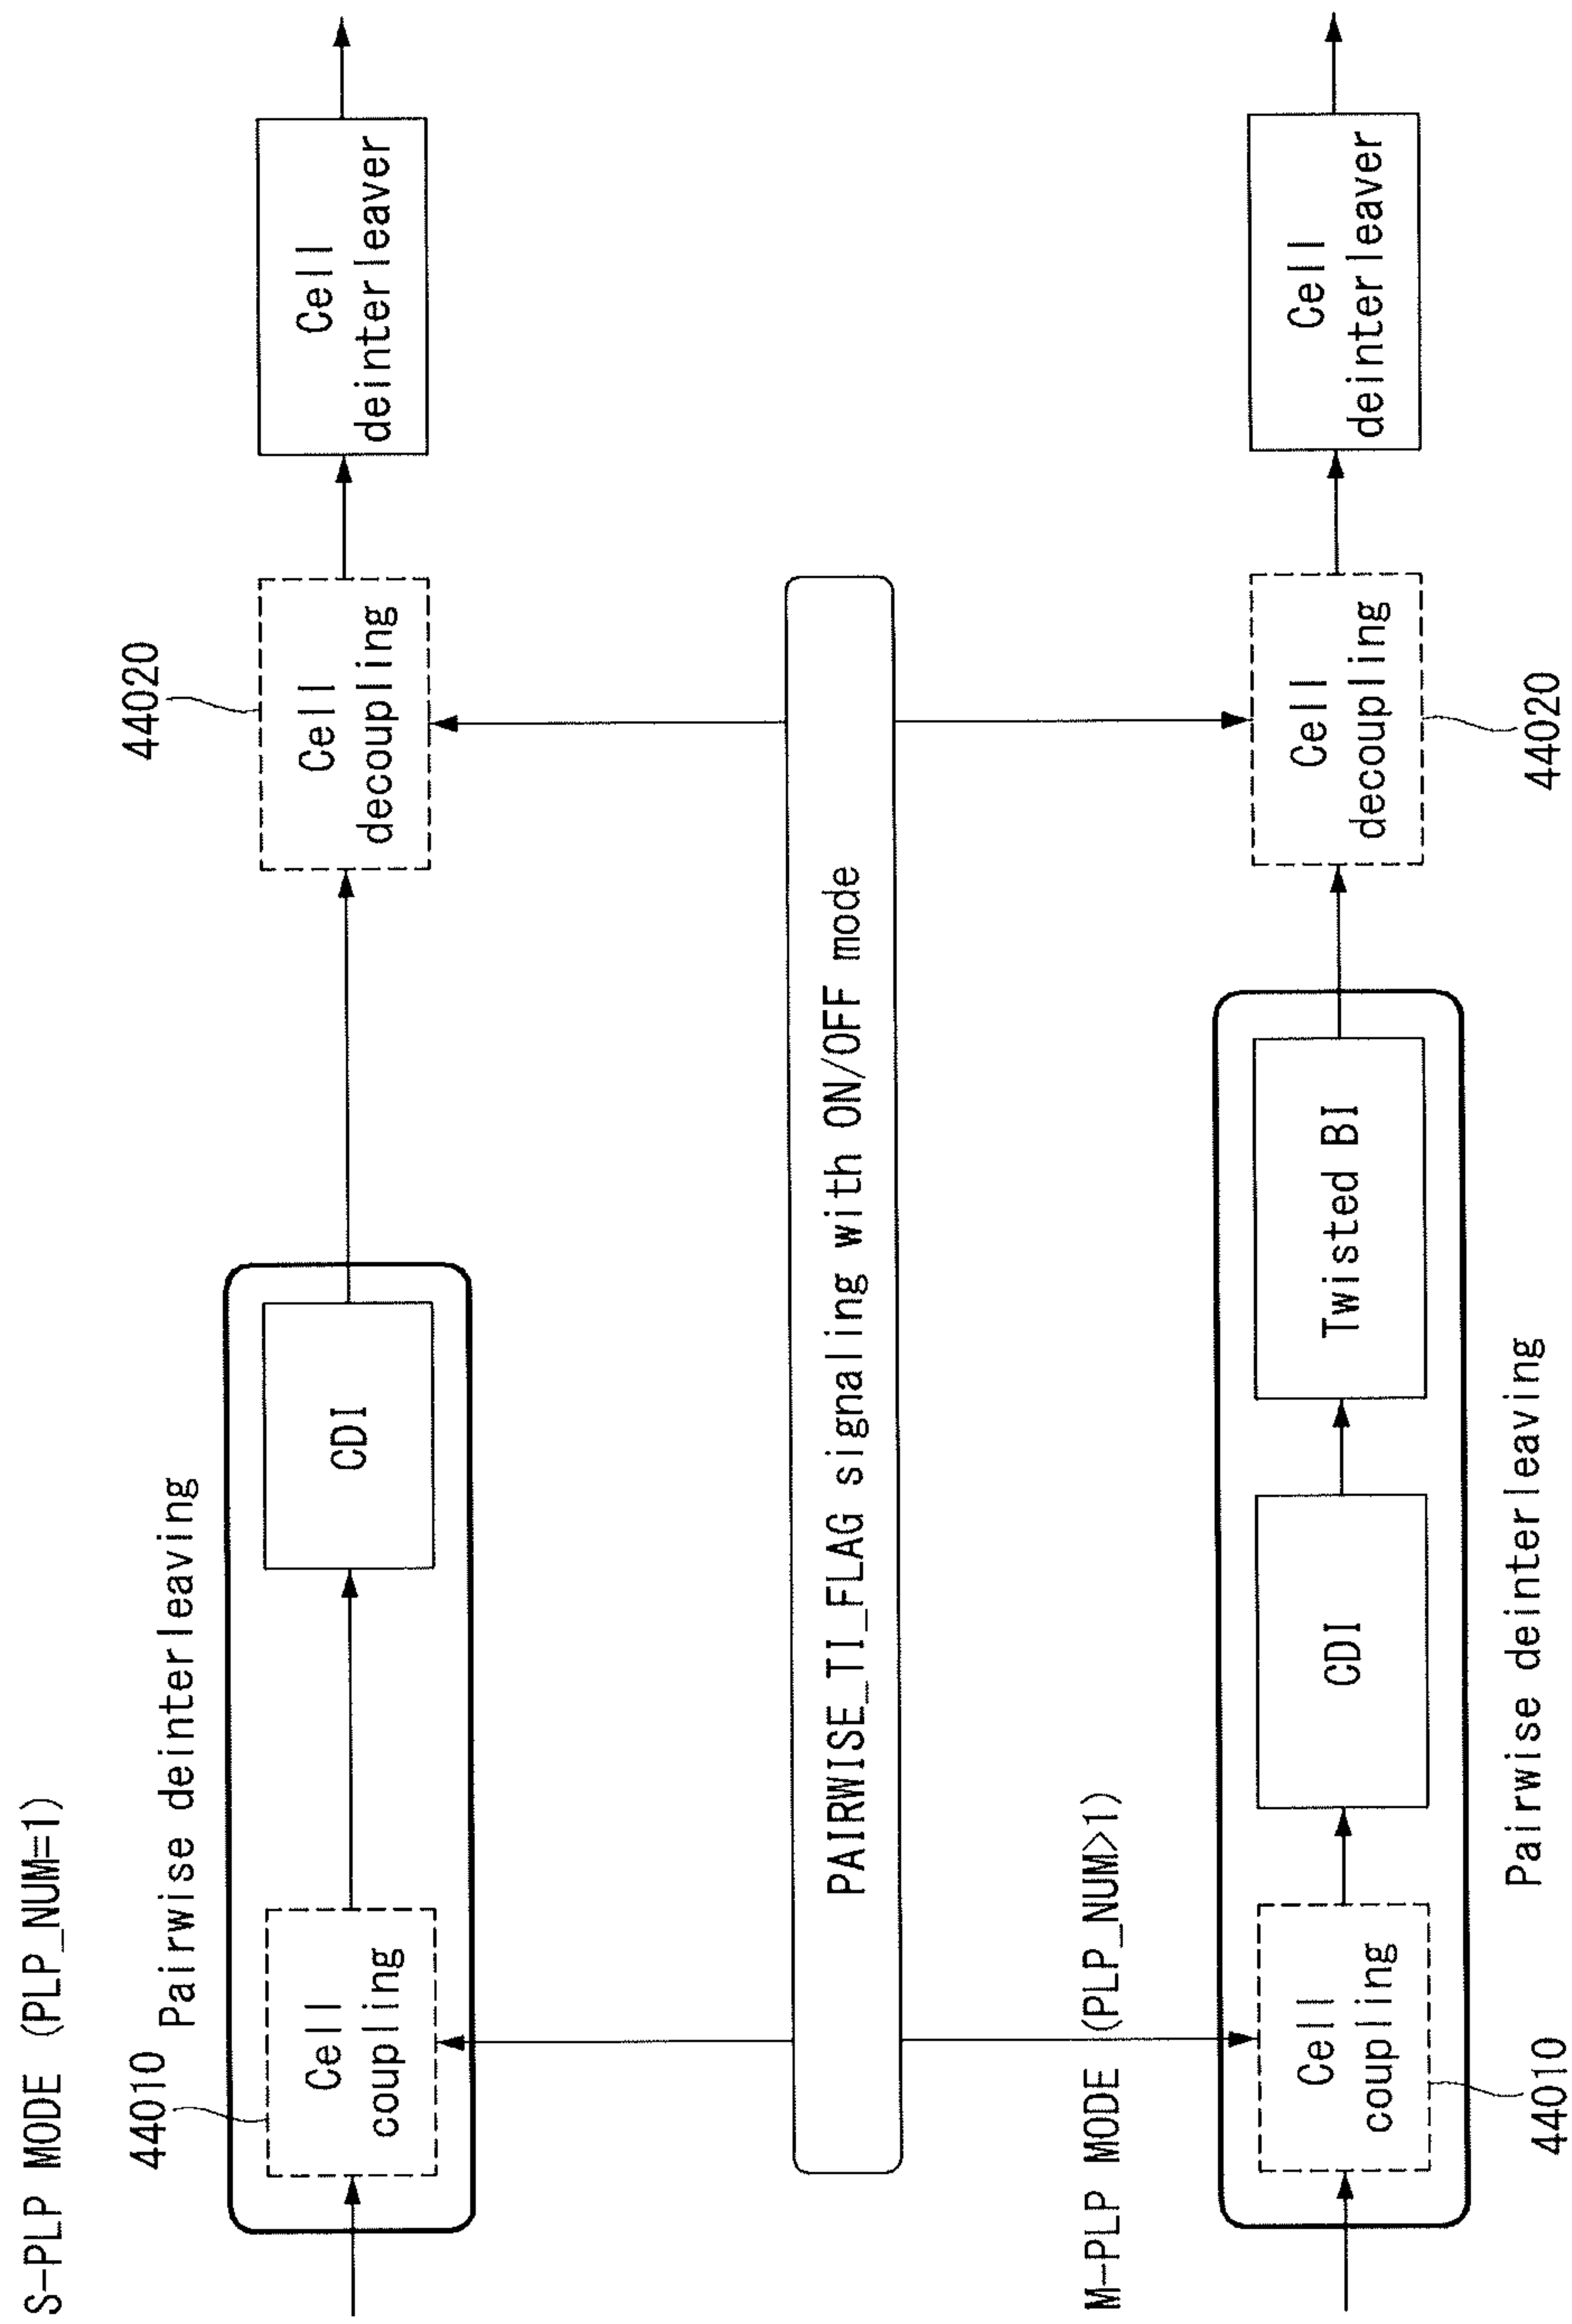 S-PLP MODE (PLP_NUM=1)
Pairwise deinterleaving
44010
44020
Cell
coupling
CDI
Cell
decoupling
Cell
deinterleaver
PAIRWISE_TI_FLAG signaling with ON/OFF mode
M-PLP MODE (PLP_NUM>1)
Cell
coupling
CDI
Twisted BI
Cell
decoupling
Cell
deinterleaver
44010
Pairwise deinterleaving
44020